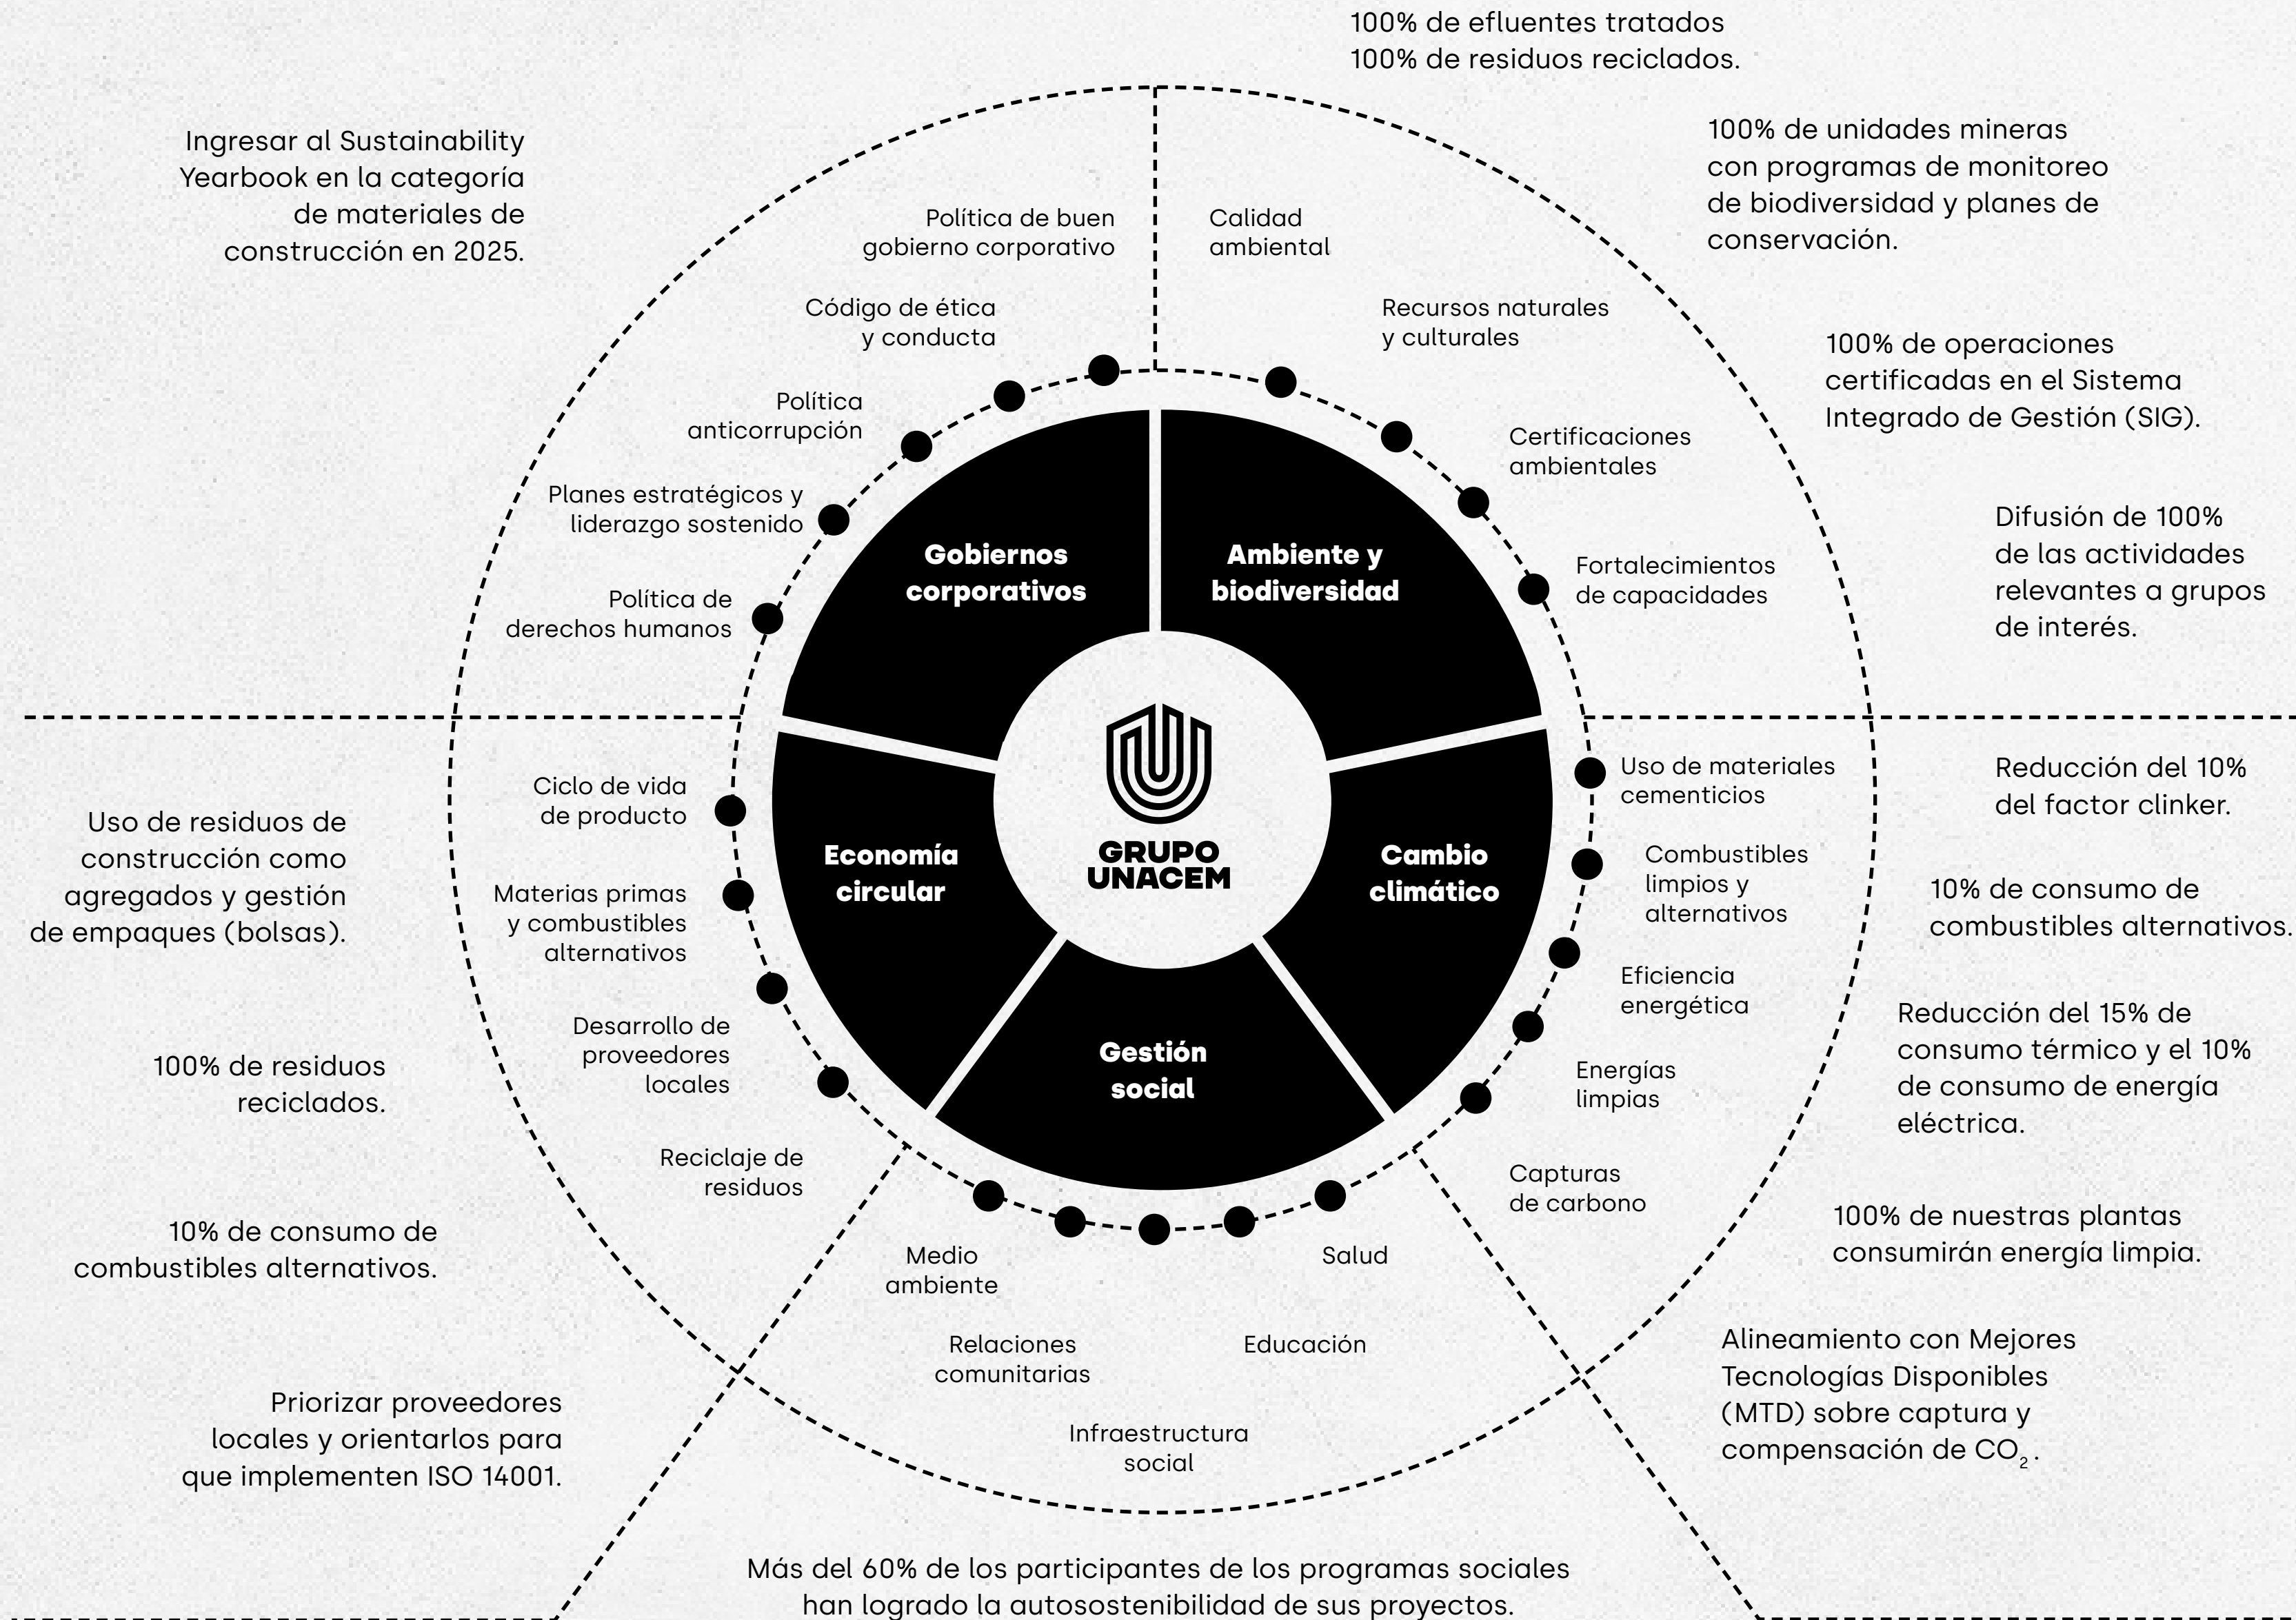 100% de efluentes tratados
100% de residuos reciclados.
Ingresar al Sustainability
Yearbook en la categoría
de materiales de
construcción en 2025.
100% de unidades mineras
con programas de monitoreo
de biodiversidad y planes de
conservación.
Política de buen
gobierno corporativo
Calidad
ambiental
Código de ética
y conducta
Recursos naturales
y culturales
100% de operaciones
certificadas en el Sistema
Integrado de Gestión (SIG).
Política
anticorrupción
Certificaciones
ambientales
Planes estratégicos y
liderazgo sostenido
Difusión de 100%
de las actividades
relevantes a grupos
de interés.
Gobiernos
corporativos
Ambiente y
biodiversidad
Fortalecimientos
de capacidades
Política de
derechos humanos
GRUPO
UNACEM
Ciclo de vida
de producto
Uso de materiales
cementicios
Reducción del 10%
del factor clinker.
Uso de residuos de
construcción como
agregados y gestión
de empaques (bolsas).
Economía
circular
Cambio
climático
Combustibles
limpios y
alternativos
10% de consumo de
combustibles alternativos.
Materias primas
y combustibles
alternativos
Eficiencia
energética
Reducción del 15% de
consumo térmico y el 10%
de consumo de energía
eléctrica.
Desarrollo de
proveedores
locales
Gestión
social
Energías
limpias
100% de residuos
reciclados.
Reciclaje de
residuos
Capturas
de carbono
100% de nuestras plantas
consumirán energía limpia.
10% de consumo de
combustibles alternativos.
Medio
ambiente
Salud
Relaciones
comunitarias
Educación
Alineamiento con Mejores
Tecnologías Disponibles
(MTD) sobre captura y
compensación de CO₂.
Priorizar proveedores
locales y orientarlos para
que implementen ISO 14001.
Infraestructura
social
Más del 60% de los participantes de los programas sociales
han logrado la autosostenibilidad de sus proyectos.